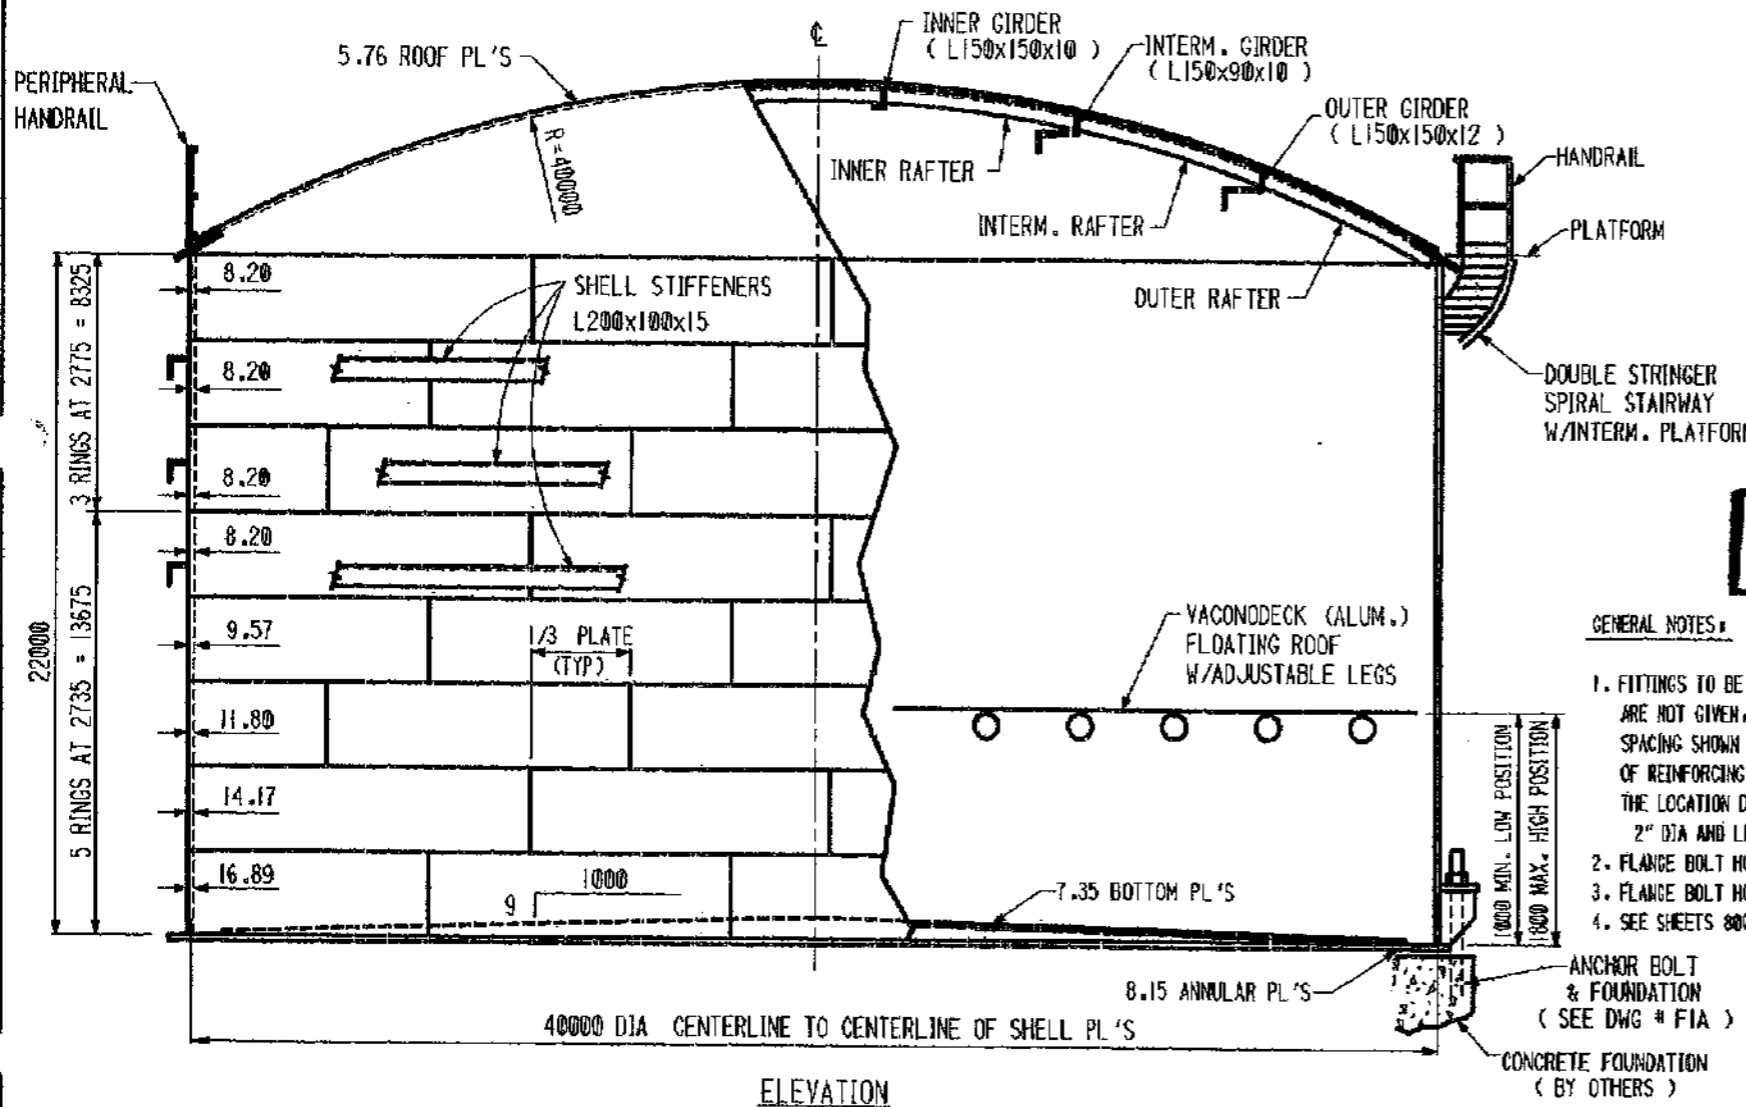 ℄
INNER GIRDER
( L150x150x10 )
INTERM. GIRDER
( L150x90x10 )
5.76 ROOF PL'S
PERIPHERAL
HANDRAIL
OUTER GIRDER
( L150x150x12 )
HANDRAIL
R=40000
INNER RAFTER
INTERM. RAFTER
PLATFORM
OUTER RAFTER
8.20
SHELL STIFFENERS
L200x100x15
8.20
DOUBLE STRINGER
SPIRAL STAIRWAY
W/INTERM. PLATFORM
3 RINGS AT 2775 = 8325
8.20
8.20
22000
5 RINGS AT 2735 = 13675
9.57
1/3 PLATE
(TYP)
VACONODECK (ALUM.)
FLOATING ROOF
W/ADJUSTABLE LEGS
GENERAL NOTES:
1. FITTINGS TO BE
ARE NOT GIVEN.
SPACING SHOWN
OF REINFORCING
THE LOCATION D
2" DIA AND L
2. FLANGE BOLT HO
3. FLANGE BOLT HO
4. SEE SHEETS 800
11.80
14.17
16.89
1000
9
7.35 BOTTOM PL'S
1000 MIN. LOW POSITION
1800 MAX. HIGH POSITION
8.15 ANNULAR PL'S
ANCHOR BOLT
& FOUNDATION
( SEE DWG # F1A )
40000 DIA CENTERLINE TO CENTERLINE OF SHELL PL'S
CONCRETE FOUNDATION
( BY OTHERS )
ELEVATION